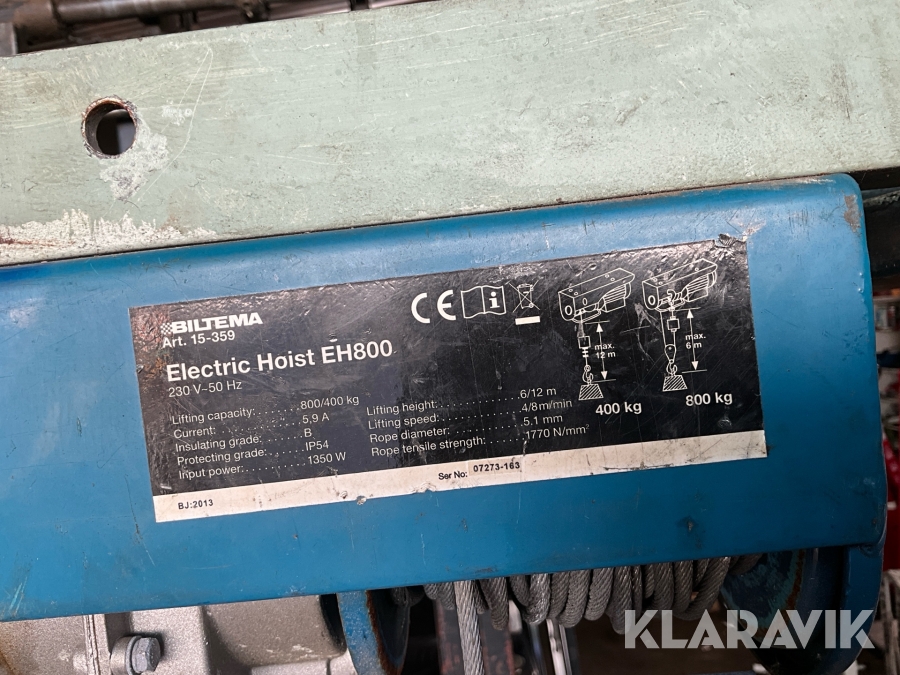 BILTEMA
Art. 15-359
Electric Hoist EH800
230 V~50 Hz
Lifting capacity: 800/400 kg
Current: 5.9 A
Insulating grade: B
Protecting grade: IP54
Input power: 1350 W
Lifting height: 6/12 m
Lifting speed: 4/8m/min
Rope diameter: 5.1 mm
Rope tensile strength: 1770 N/mm²
CE
max.
12 m
400 kg
max.
6 m
800 kg
BJ:2013
Ser No: 07273-163
KLARAVIK